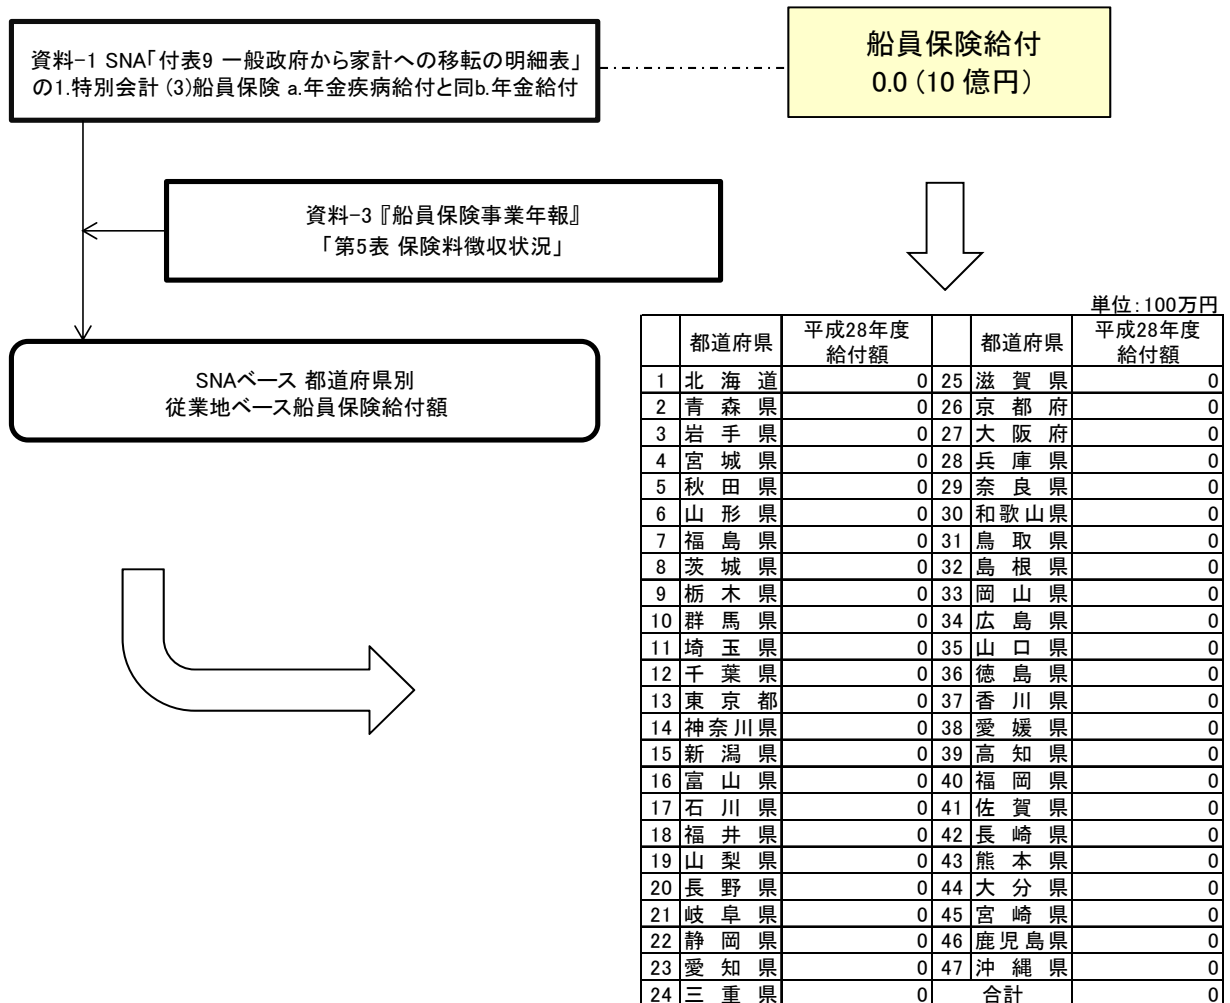 資料-1 SNA「付表9 一般政府から家計への移転の明細表」
の1.特別会計 (3)船員保険 a.年金疾病給付と同b.年金給付
船員保険給付
0.0 (10 億円)
資料-3 『船員保険事業年報』
「第5表 保険料徴収状況」
SNAベース 都道府県別
従業地ベース船員保険給付額
単位:100万円
都道府県 平成28年度 都道府県 平成28年度
給付額 給付額
1 北海道 0 25 滋賀県 0
2 青森県 0 26 京都府 0
3 岩手県 0 27 大阪府 0
4 宮城県 0 28 兵庫県 0
5 秋田県 0 29 奈良県 0
6 山形県 0 30 和歌山県 0
7 福島県 0 31 鳥取県 0
8 茨城県 0 32 島根県 0
9 栃木県 0 33 岡山県 0
10 群馬県 0 34 広島県 0
11 埼玉県 0 35 山口県 0
12 千葉県 0 36 徳島県 0
13 東京都 0 37 香川県 0
14 神奈川県 0 38 愛媛県 0
15 新潟県 0 39 高知県 0
16 富山県 0 40 福岡県 0
17 石川県 0 41 佐賀県 0
18 福井県 0 42 長崎県 0
19 山梨県 0 43 熊本県 0
20 長野県 0 44 大分県 0
21 岐阜県 0 45 宮崎県 0
22 静岡県 0 46 鹿児島県 0
23 愛知県 0 47 沖縄県 0
24 三重県 0 合計 0